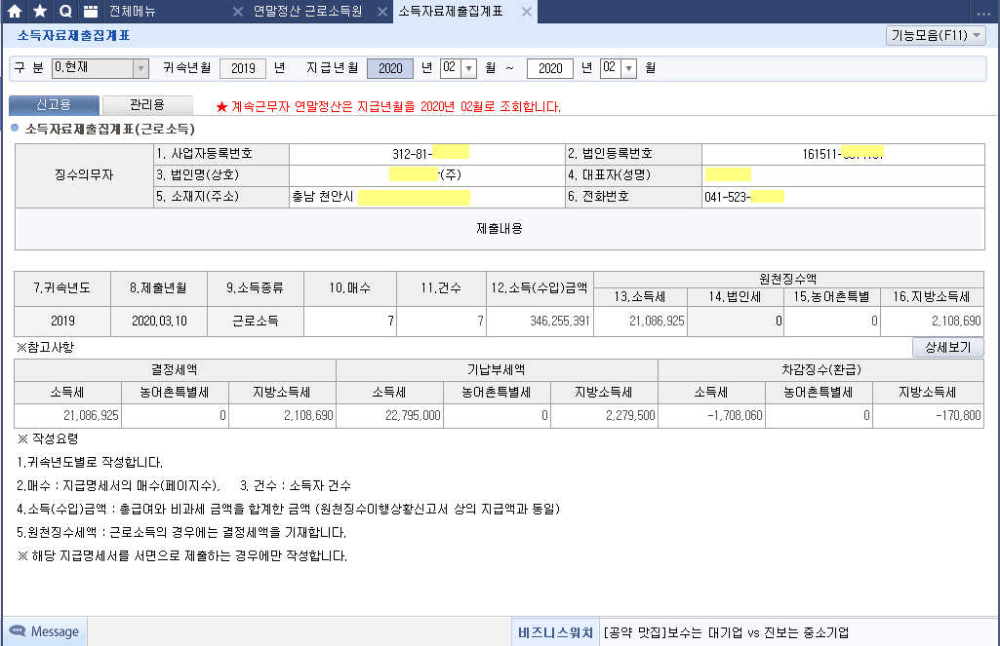 전체메뉴 연말정산 근로소득원 소득자료제출집계표
소득자료제출집계표 기능모음(F11)
구 분 0.현재 귀속년월 2019 년 지급년월 2020 년 02 월 ~ 2020 년 02 월
신고용 관리용 ★ 계속근무자 연말정산은 지급년월을 2020년 02월로 조회합니다.
소득자료제출집계표(근로소득)
징수의무자
1. 사업자등록번호 312-81- 2. 법인등록번호 161511-
3. 법인명(상호) (주) 4. 대표자(성명)
5. 소재지(주소) 충남 천안시 6. 전화번호 041-523-
제출내용
7.귀속년도 8.제출년월 9.소득종류 10.매수 11.건수 12.소득(수입)금액 원천징수액
13.소득세 14.법인세 15.농어촌특별 16.지방소득세
2019 2020.03.10 근로소득 7 7 346,255,391 21,086,925 0 0 2,108,690
※참고사항 상세보기
결정세액 기납부세액 차감징수(환급)
소득세 농어촌특별세 지방소득세 소득세 농어촌특별세 지방소득세 소득세 농어촌특별세 지방소득세
21,086,925 0 2,108,690 22,795,000 0 2,279,500 -1,708,060 0 -170,800
※ 작성요령
1.귀속년도별로 작성합니다.
2.매수 : 지급명세서의 매수(페이지수). 3. 건수 : 소득자 건수
4.소득(수입)금액 : 총급여와 비과세 금액을 합계한 금액 (원천징수이행상황신고서 상의 지급액과 동일)
5.원천징수세액 : 근로소득의 경우에는 결정세액을 기재합니다.
※ 해당 지급명세서를 서면으로 제출하는 경우에만 작성합니다.
Message 비즈니스워치 [공약 맛집]보수는 대기업 vs 진보는 중소기업